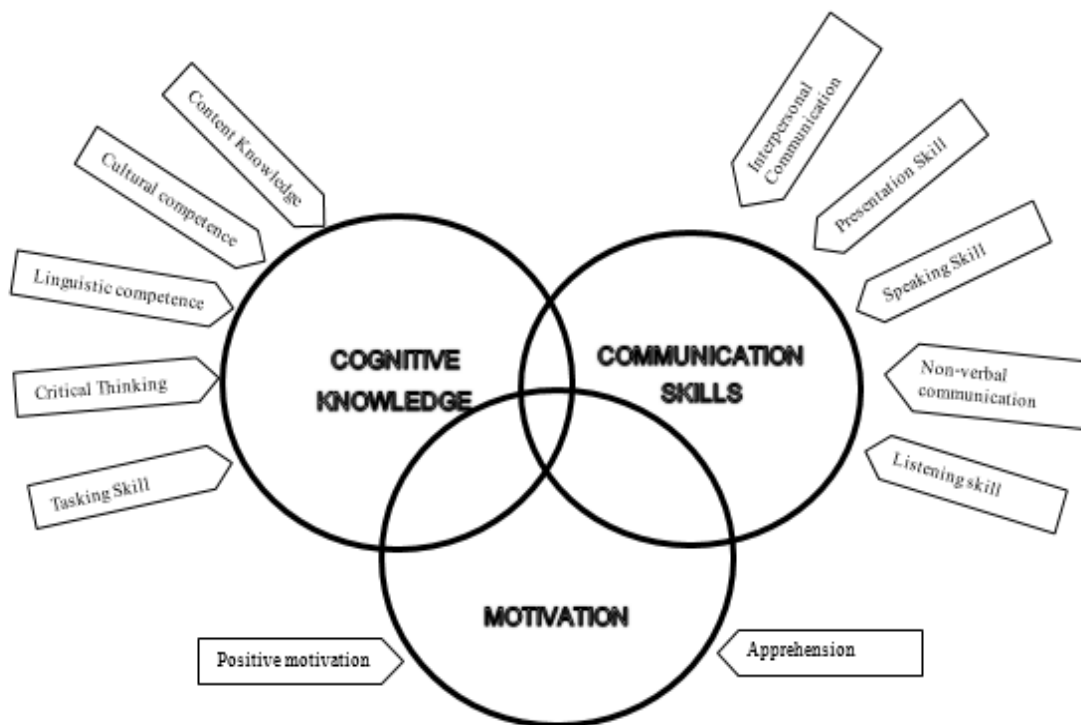 Content Knowledge
Cultural competence
Linguistic competence
Critical Thinking
Tasking Skill
Interpersonal
Communication
Presentation Skill
Speaking Skill
Non-verbal
communication
Listening skill
COGNITIVE
KNOWLEDGE
COMMUNICATION
SKILLS
MOTIVATION
Positive motivation
Apprehension